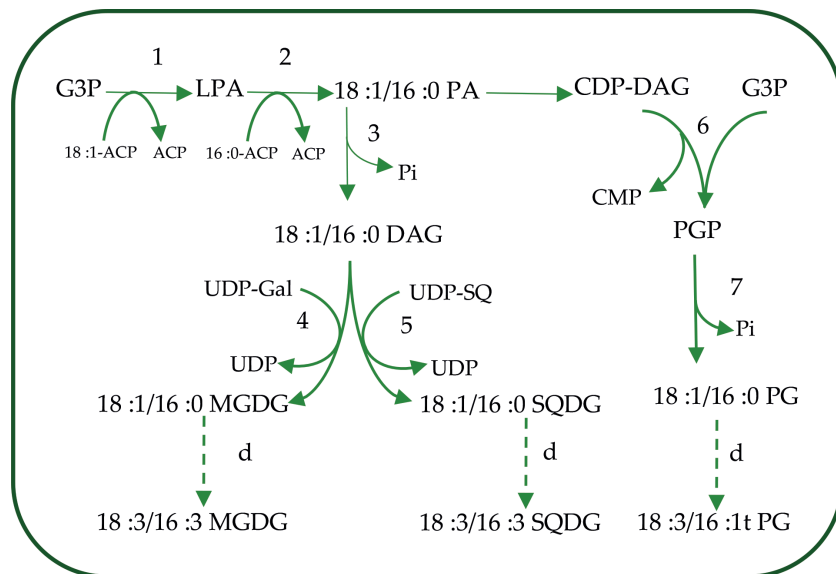 1 2
G3P LPA 18 :1/16 :0 PA CDP-DAG G3P
18 :1-ACP ACP 16 :0-ACP ACP 3 6
Pi
CMP
18 :1/16 :0 DAG PGP
UDP-Gal UDP-SQ 7
4 5
Pi
UDP UDP
18 :1/16 :0 MGDG 18 :1/16 :0 SQDG 18 :1/16 :0 PG
d d d
18 :3/16 :3 MGDG 18 :3/16 :3 SQDG 18 :3/16 :1t PG